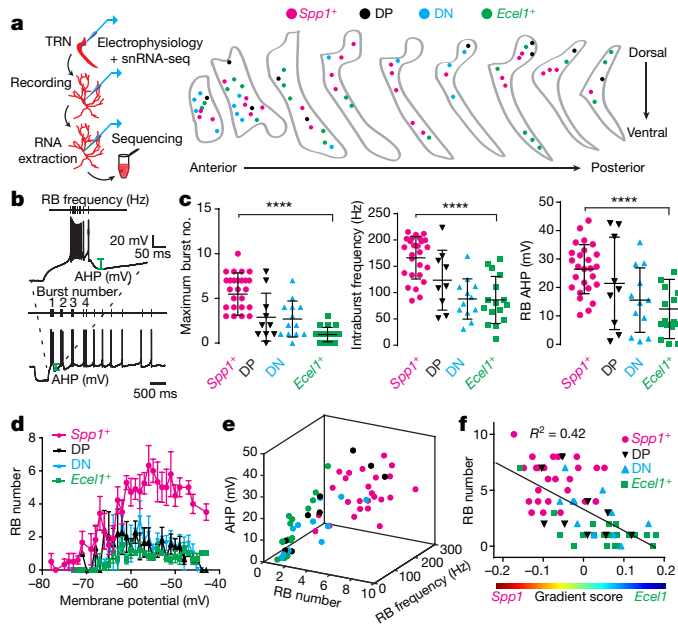 a
Spp1+ DP DN Ecel1+
TRN
Electrophysiology
+ snRNA-seq
Recording
RNA
extraction
Sequencing
Dorsal
Ventral
Anterior
Posterior
b
RB frequency (Hz)
20 mV
50 ms
AHP (mV)
Burst number
1 2 3 4
AHP (mV)
500 ms
c
Maximum burst no.
15
10
5
0
****
Spp1+
DP
DN
Ecel1+
Intraburst frequency (Hz)
250
200
150
100
50
0
****
Spp1+
DP
DN
Ecel1+
RB AHP (mV)
50
40
30
20
10
0
****
Spp1+
DP
DN
Ecel1+
d
RB number
8
6
4
2
0
Spp1+
DP
DN
Ecel1+
–80 –70 –60 –50 –40
Membrane potential (mV)
e
AHP (mV)
50
40
30
20
10
0
0 2 4 6 8 10
RB number
0
100
200
300
RB frequency (Hz)
f
RB number
10
5
0
R2 = 0.42
Spp1+
DP
DN
Ecel1+
–0.2 –0.1 0 0.1 0.2
Spp1 Gradient score Ecel1